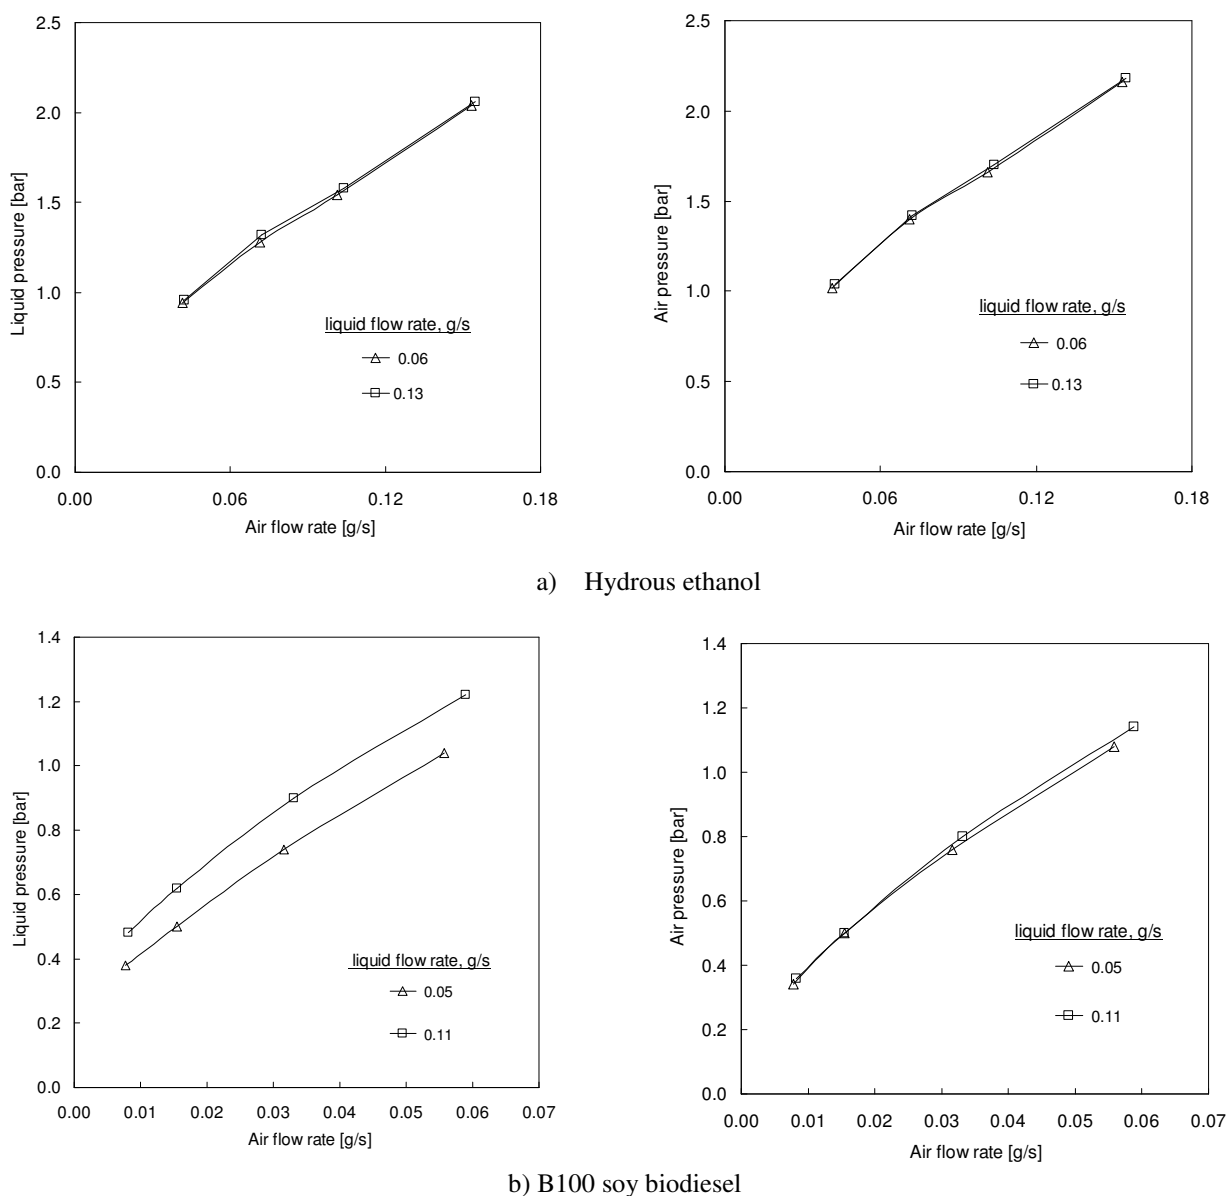 2.5
2.0
1.5
1.0
0.5
0.0
Liquid pressure [bar]
liquid flow rate, g/s
0.06
0.13
0.00 0.06 0.12 0.18
Air flow rate [g/s]
2.5
2.0
1.5
1.0
0.5
0.0
Air pressure [bar]
liquid flow rate, g/s
0.06
0.13
0.00 0.06 0.12 0.18
Air flow rate [g/s]
a) Hydrous ethanol
1.4
1.2
1.0
0.8
0.6
0.4
0.2
0.0
Liquid pressure [bar]
liquid flow rate, g/s
0.05
0.11
0.00 0.01 0.02 0.03 0.04 0.05 0.06 0.07
Air flow rate [g/s]
1.4
1.2
1.0
0.8
0.6
0.4
0.2
0.0
Air pressure [bar]
liquid flow rate, g/s
0.05
0.11
0.00 0.01 0.02 0.03 0.04 0.05 0.06 0.07
Air flow rate [g/s]
b) B100 soy biodiesel